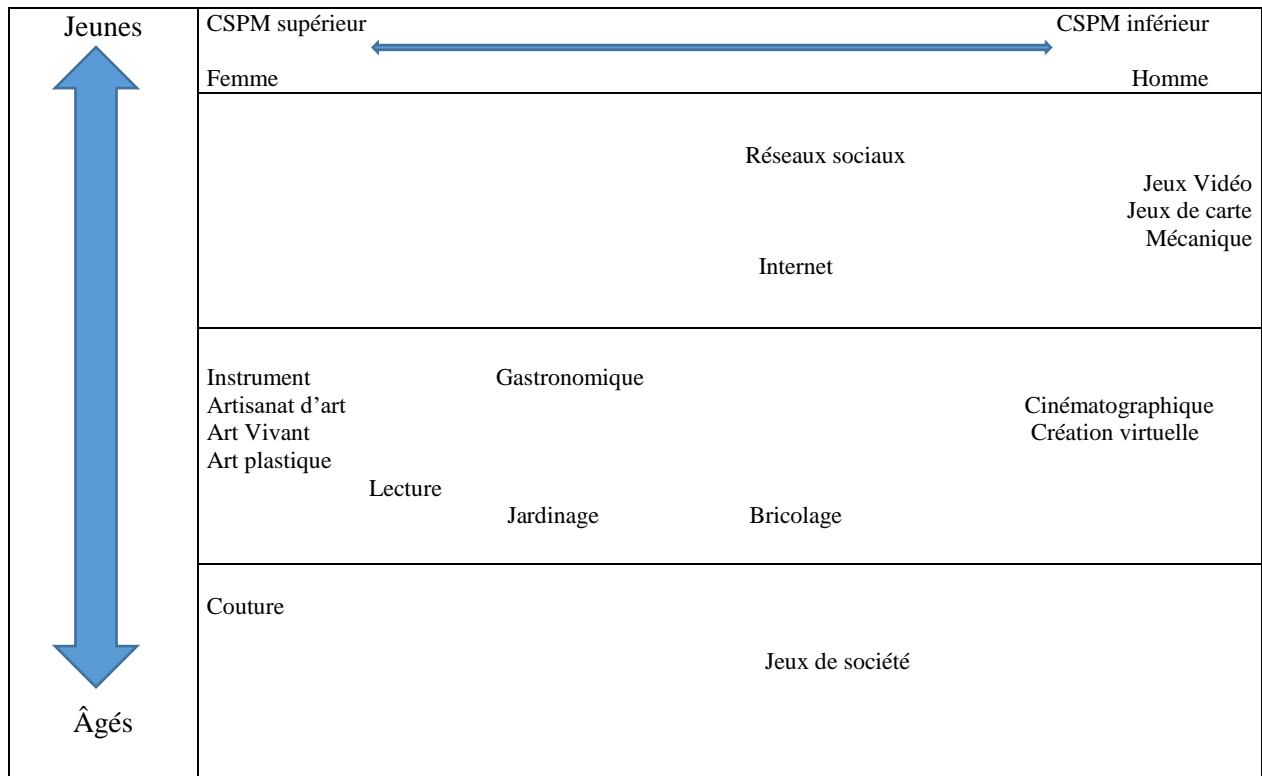 Jeunes
CSPM supérieur CSPM inférieur
Femme Homme
Réseaux sociaux
Jeux Vidéo
Jeux de carte
Mécanique
Internet
Instrument Gastronomique
Artisanat d’art Cinématographique
Art Vivant Création virtuelle
Art plastique
Lecture
Jardinage Bricolage
Couture
Jeux de société
Âgés